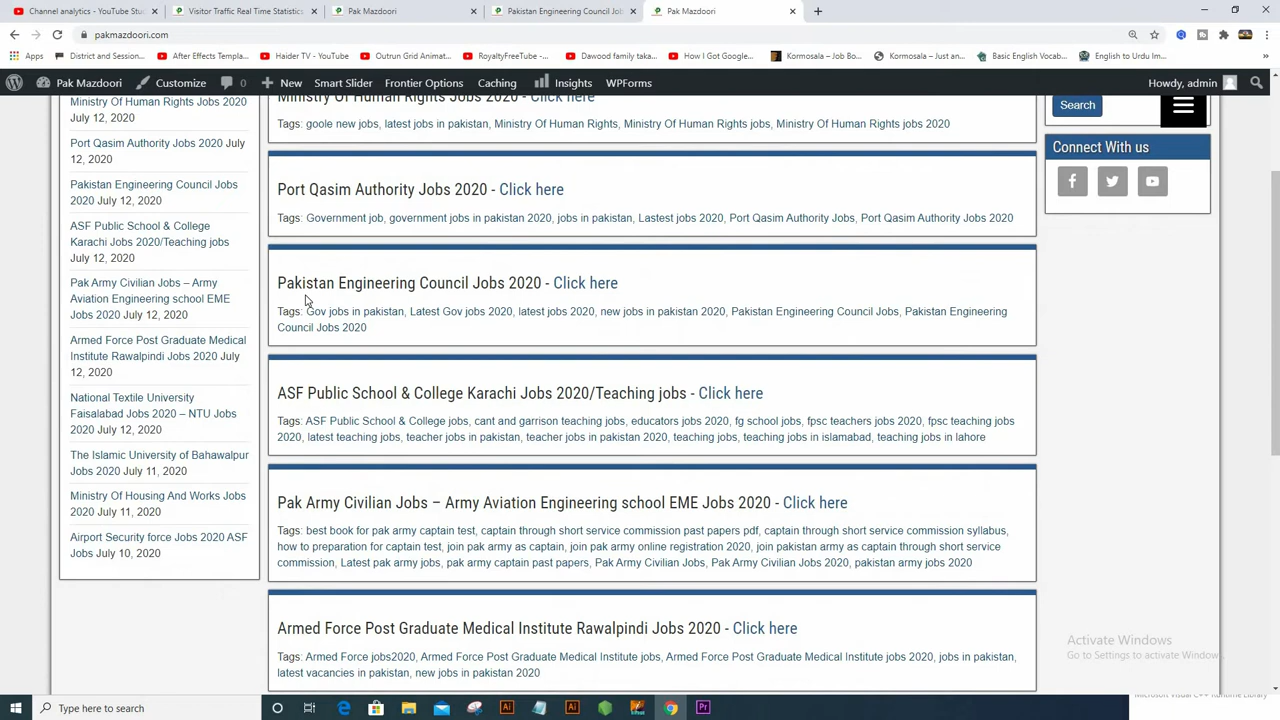 Channel analytics - YouTube Stu
Visitor Traffic Real Time Statistics
Pak Mazdoori
Pakistan Engineering Council Job
Pak Mazdoori
pakmazdoori.com
Apps
District and Session...
After Effects Templa...
Haider TV - YouTube
Outrun Grid Animat...
RoyaltyFreeTube -...
Dawood family taka...
How I Got Google...
Kormosala – Job Bo...
Kormosala – Just an...
Basic English Vocab...
English to Urdu Im...
Pak Mazdoori
Customize
0
New
Smart Slider
Frontier Options
Caching
Insights
WPForms
Howdy, admin
Ministry Of Human Rights Jobs 2020
July 12, 2020
Port Qasim Authority Jobs 2020 July
12, 2020
Pakistan Engineering Council Jobs
2020 July 12, 2020
ASF Public School & College
Karachi Jobs 2020/Teaching jobs
July 12, 2020
Pak Army Civilian Jobs – Army
Aviation Engineering school EME
Jobs 2020 July 12, 2020
Armed Force Post Graduate Medical
Institute Rawalpindi Jobs 2020 July
12, 2020
National Textile University
Faisalabad Jobs 2020 – NTU Jobs
2020 July 12, 2020
The Islamic University of Bahawalpur
Jobs 2020 July 11, 2020
Ministry Of Housing And Works Jobs
2020 July 11, 2020
Airport Security force Jobs 2020 ASF
Jobs July 10, 2020
Ministry Of Human Rights Jobs 2020 - Click here
Tags: goole new jobs, latest jobs in pakistan, Ministry Of Human Rights, Ministry Of Human Rights jobs, Ministry Of Human Rights jobs 2020
Port Qasim Authority Jobs 2020 - Click here
Tags: Government job, government jobs in pakistan 2020, jobs in pakistan, Lastest jobs 2020, Port Qasim Authority Jobs, Port Qasim Authority Jobs 2020
Pakistan Engineering Council Jobs 2020 - Click here
Tags: Gov jobs in pakistan, Latest Gov jobs 2020, latest jobs 2020, new jobs in pakistan 2020, Pakistan Engineering Council Jobs, Pakistan Engineering
Council Jobs 2020
ASF Public School & College Karachi Jobs 2020/Teaching jobs - Click here
Tags: ASF Public School & College jobs, cant and garrison teaching jobs, educators jobs 2020, fg school jobs, fpsc teachers jobs 2020, fpsc teaching jobs
2020, latest teaching jobs, teacher jobs in pakistan, teacher jobs in pakistan 2020, teaching jobs, teaching jobs in islamabad, teaching jobs in lahore
Pak Army Civilian Jobs – Army Aviation Engineering school EME Jobs 2020 - Click here
Tags: best book for pak army captain test, captain through short service commission past papers pdf, captain through short service commission syllabus,
how to preparation for captain test, join pak army as captain, join pak army online registration 2020, join pakistan army as captain through short service
commission, Latest pak army jobs, pak army captain past papers, Pak Army Civilian Jobs, Pak Army Civilian Jobs 2020, pakistan army jobs 2020
Armed Force Post Graduate Medical Institute Rawalpindi Jobs 2020 - Click here
Tags: Armed Force jobs2020, Armed Force Post Graduate Medical Institute jobs, Armed Force Post Graduate Medical Institute jobs 2020, jobs in pakistan,
latest vacancies in pakistan, new jobs in pakistan 2020
Search
Connect With us
Activate Windows
Go to Settings to activate Windows.
Microsoft Visual C++ Runtime Library
Type here to search